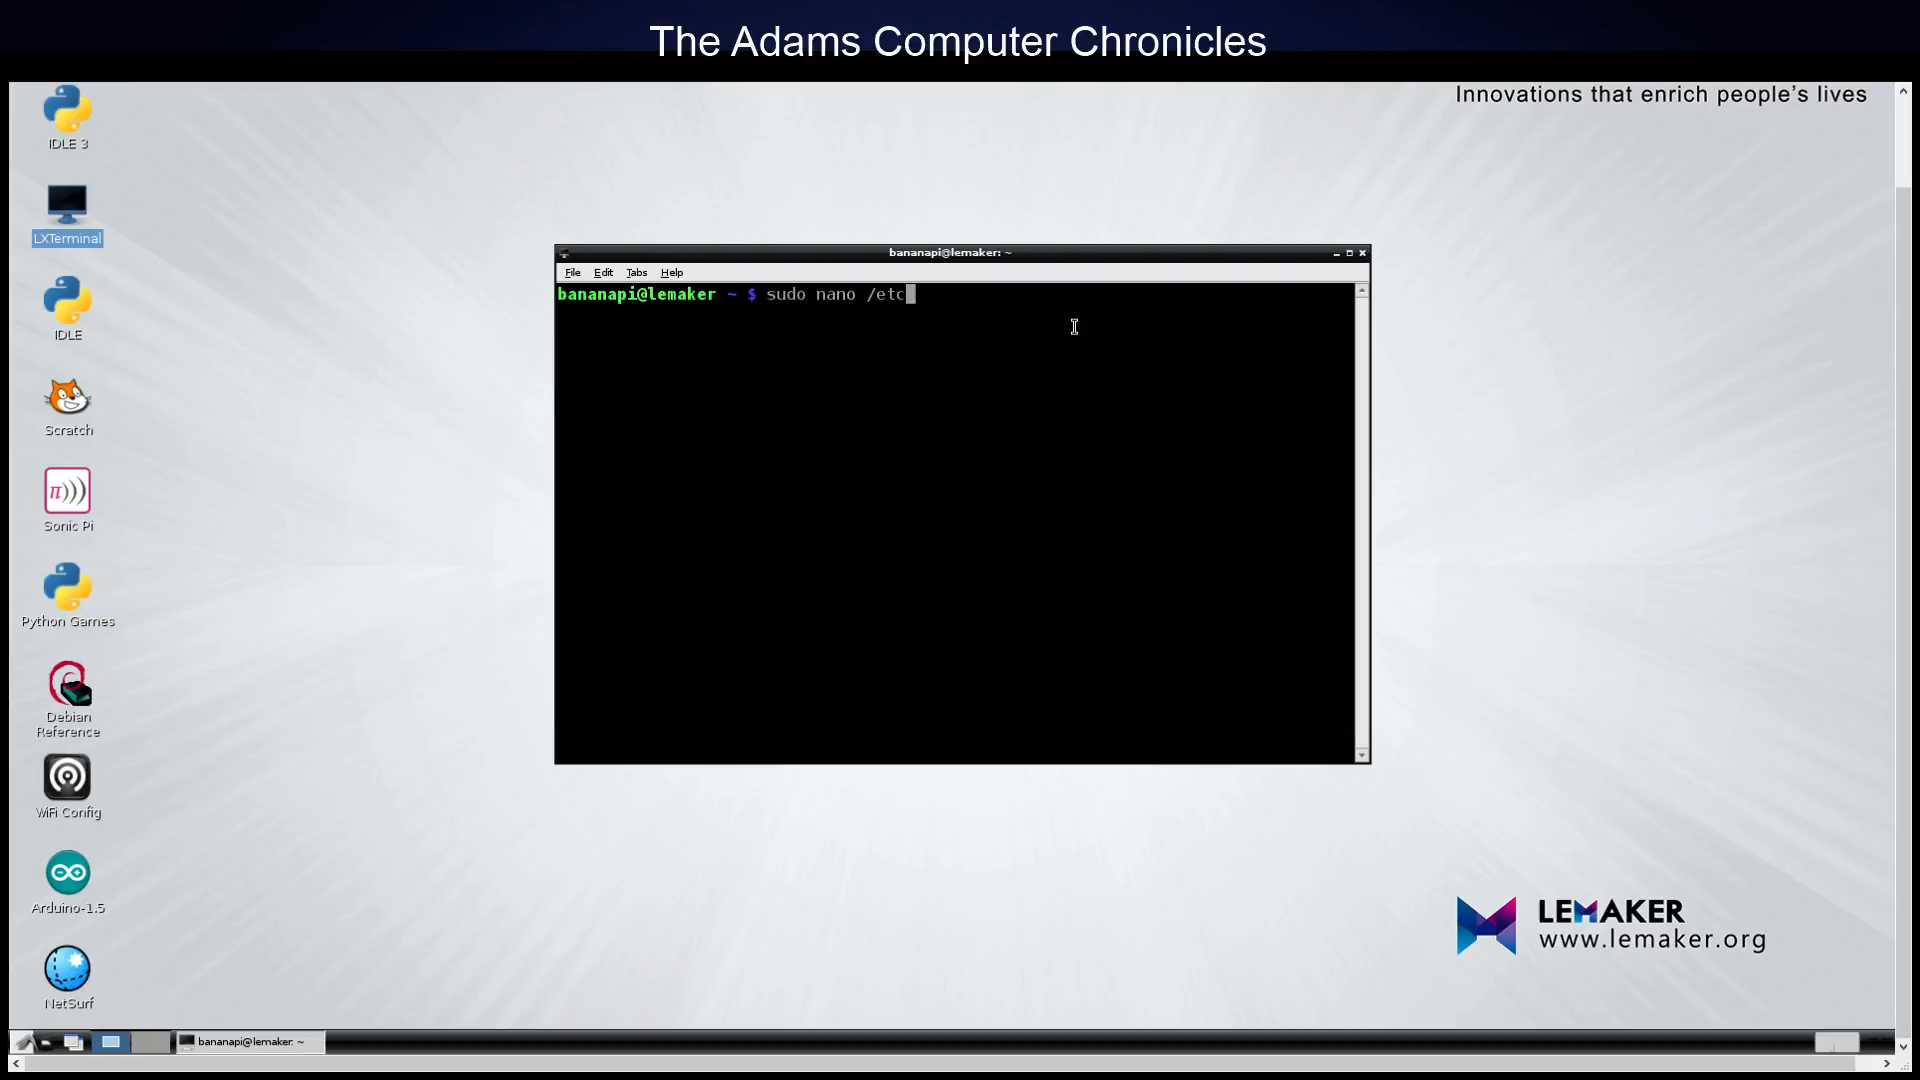 The Adams Computer Chronicles
Innovations that enrich people's lives
IDLE 3
LXTerminal
IDLE
Scratch
π)))
Sonic Pi
Python Games
Debian
Reference
WiFi Config
Arduino-1.5
NetSurf
bananapi@lemaker: ~
File Edit Tabs Help
bananapi@lemaker ~ $ sudo nano /etc
LEMAKER
www.lemaker.org
bananapi@lemaker: ~